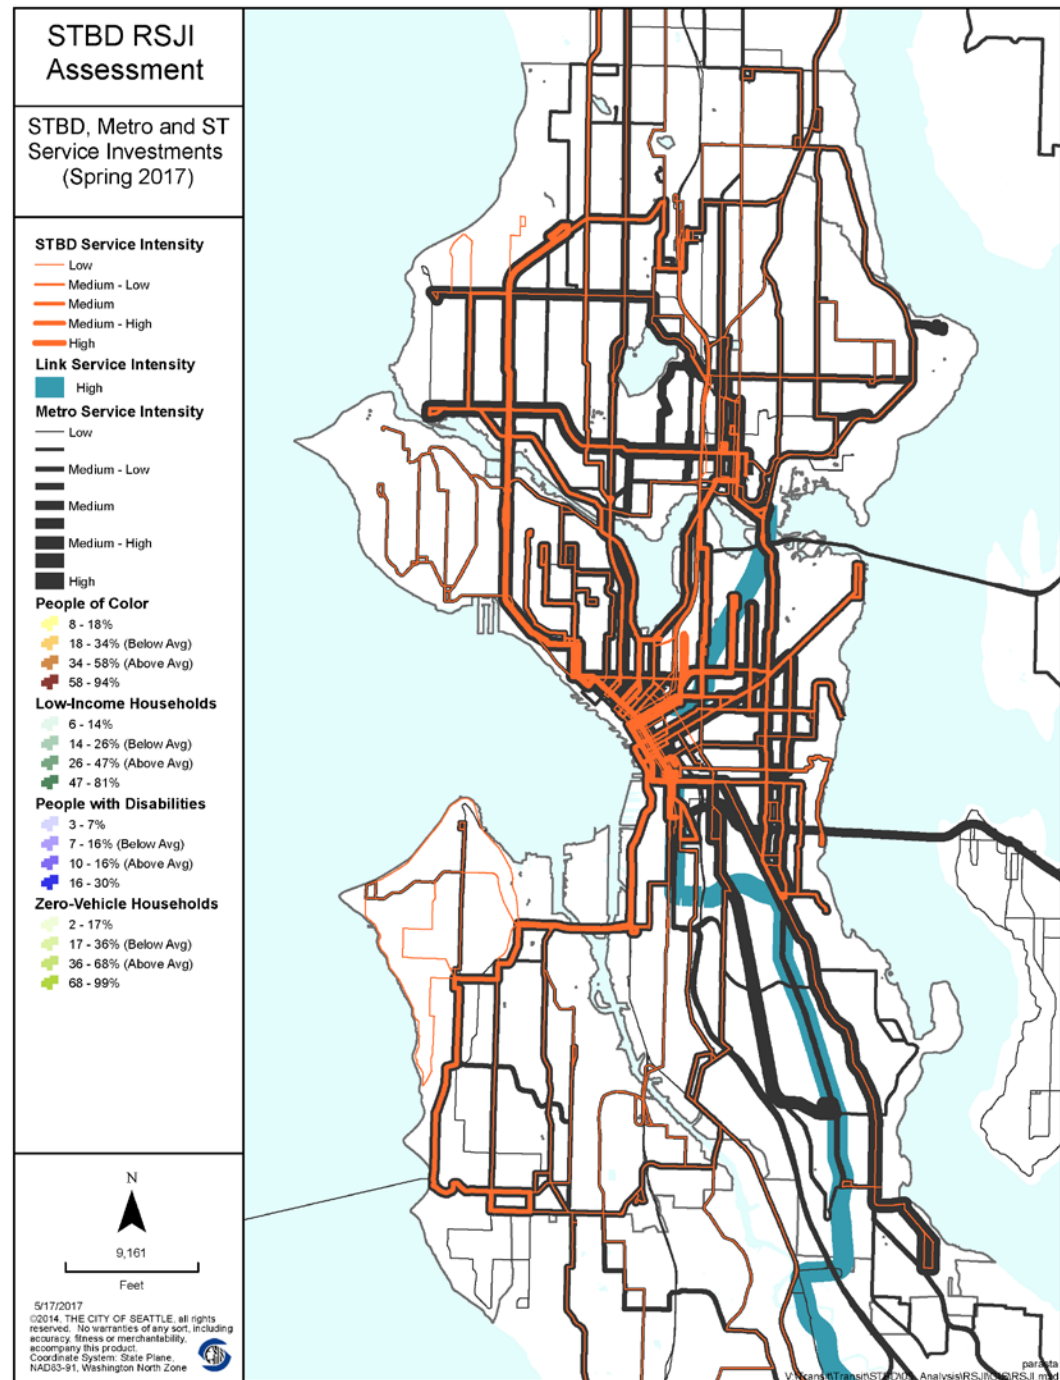 STBD RSJI
Assessment
STBD, Metro and ST
Service Investments
(Spring 2017)
STBD Service Intensity
Low
Medium - Low
Medium
Medium - High
High
Link Service Intensity
High
Metro Service Intensity
Low
Medium - Low
Medium
Medium - High
High
People of Color
8 - 18%
18 - 34% (Below Avg)
34 - 58% (Above Avg)
58 - 94%
Low-Income Households
6 - 14%
14 - 26% (Below Avg)
26 - 47% (Above Avg)
47 - 81%
People with Disabilities
3 - 7%
7 - 16% (Below Avg)
10 - 16% (Above Avg)
16 - 30%
Zero-Vehicle Households
2 - 17%
17 - 36% (Below Avg)
36 - 68% (Above Avg)
68 - 99%
N
9,161
Feet
5/17/2017
©2014, THE CITY OF SEATTLE, all rights
reserved. No warranties of any sort, including
accuracy, fitness or merchantability,
accompany this product.
Coordinate System: State Plane,
NAD83-91, Washington North Zone
parasta